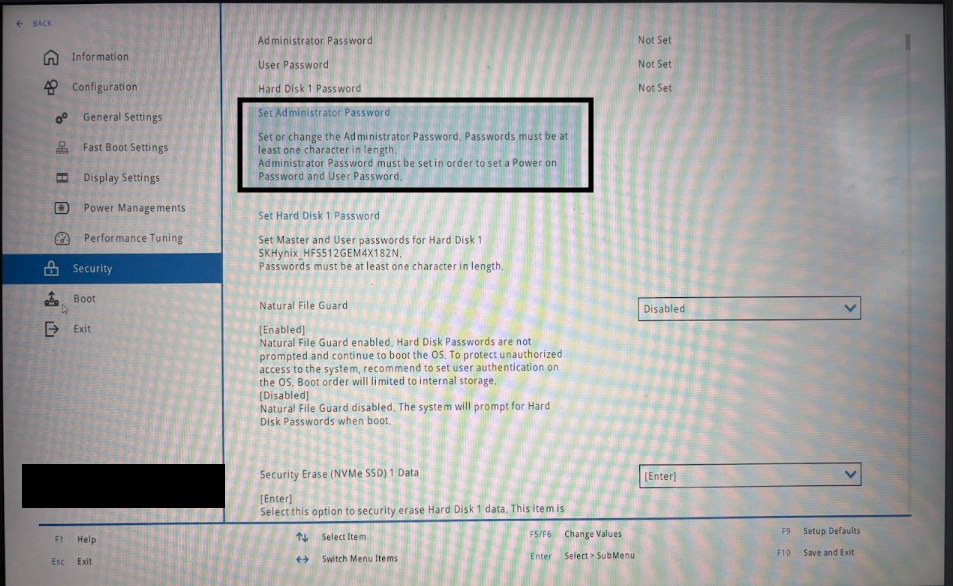 ← BACK
Information
Configuration
General Settings
Fast Boot Settings
Display Settings
Power Managements
Performance Tuning
Security
Boot
Exit
Administrator Password Not Set
User Password Not Set
Hard Disk 1 Password Not Set
Set Administrator Password
Set or change the Administrator Password. Passwords must be at
least one character in length.
Administrator Password must be set in order to set a Power on
Password and User Password.
Set Hard Disk 1 Password
Set Master and User passwords for Hard Disk 1
SKHynix_HFS512GEM4X182N.
Passwords must be at least one character in length.
Natural File Guard Disabled
[Enabled]
Natural File Guard enabled. Hard Disk Passwords are not
prompted and continue to boot the OS. To protect unauthorized
access to the system, recommend to set user authentication on
the OS. Boot order will limited to internal storage.
[Disabled]
Natural File Guard disabled. The system will prompt for Hard
Disk Passwords when boot.
Security Erase (NVMe SSD) 1 Data [Enter]
[Enter]
Select this option to security erase Hard Disk 1 data. This item is
F1 Help ↑↓ Select Item F5/F6 Change Values F9 Setup Defaults
Esc Exit ↔ Switch Menu Items Enter Select > SubMenu F10 Save and Exit